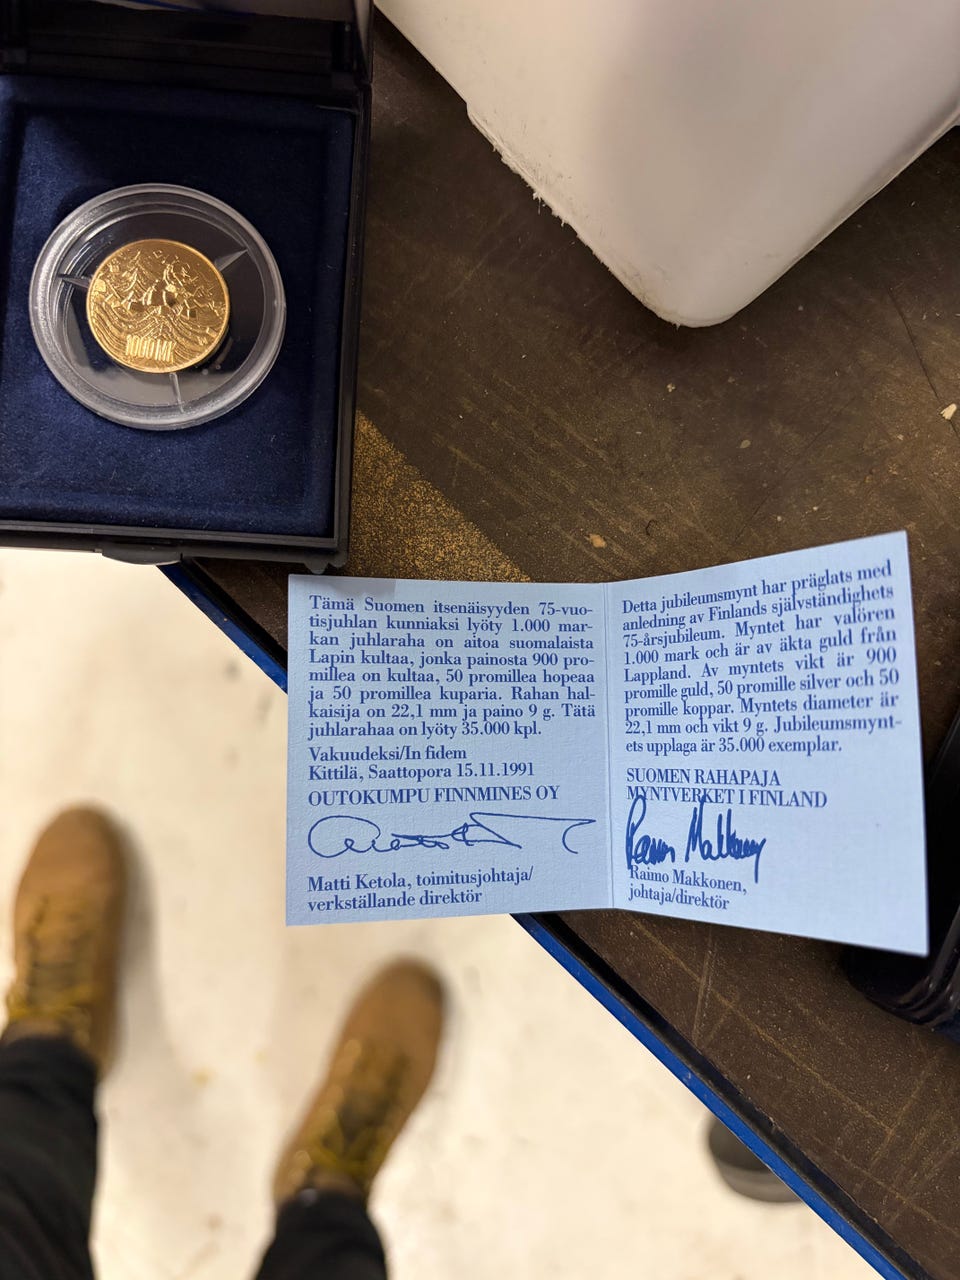 1000 MK
Tämä Suomen itsenäisyyden 75-vuo-
tisjuhlan kunniaksi lyöty 1.000 mar-
kan juhlaraha on aitoa suomalaista
Lapin kultaa, jonka painosta 900 pro-
millea on kultaa, 50 promillea hopeaa
ja 50 promillea kuparia. Rahan hal-
kaisija on 22,1 mm ja paino 9 g. Tätä
juhlarahaa on lyöty 35.000 kpl.
Vakuudeksi/In fidem
Kittilä, Saattopora 15.11.1991
OUTOKUMPU FINNMINES OY
Matti Ketola, toimitusjohtaja/
verkställande direktör
Detta jubileumsmynt har präglats med
anledning av Finlands självständighets
75-årsjubileum. Myntet har valören
1.000 mark och är av äkta guld från
Lappland. Av myntets vikt är 900
promille guld, 50 promille silver och 50
promille koppar. Myntets diameter är
22,1 mm och vikt 9 g. Jubileumsmynt-
ets upplaga är 35.000 exemplar.
SUOMEN RAHAPAJA
MYNTVERKET I FINLAND
Raimo Makkonen
Raimo Makkonen,
johtaja/direktör